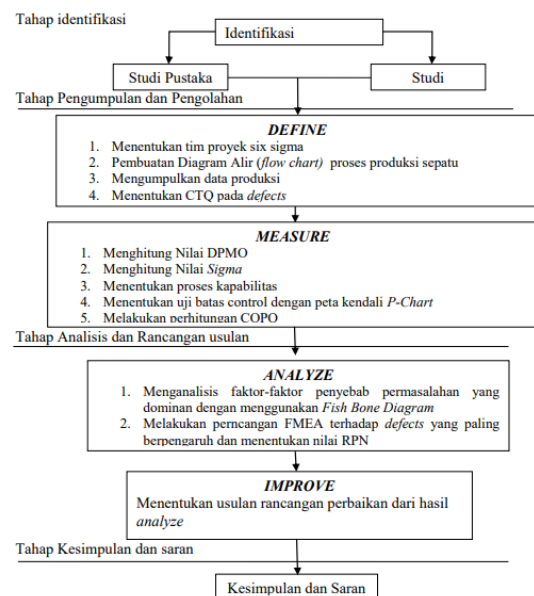 Tahap identifikasi
Identifikasi
Studi Pustaka
Studi
Tahap Pengumpulan dan Pengolahan
DEFINE
1. Menentukan tim proyek six sigma
2. Pembuatan Diagram Alir (flow chart) proses produksi sepatu
3. Mengumpulkan data produksi
4. Menentukan CTQ pada defects
MEASURE
1. Menghitung Nilai DPMO
2. Menghitung Nilai Sigma
3. Menentukan proses kapabilitas
4. Menentukan uji batas control dengan peta kendali P-Chart
5. Melakukan perhitungan COPQ
Tahap Analisis dan Rancangan usulan
ANALYZE
1. Menganalisis faktor-faktor penyebab permasalahan yang
dominan dengan menggunakan Fish Bone Diagram
2. Melakukan perncangan FMEA terhadap defects yang paling
berpengaruh dan menentukan nilai RPN
IMPROVE
Menentukan usulan rancangan perbaikan dari hasil
analyze
Tahap Kesimpulan dan saran
Kesimpulan dan Saran